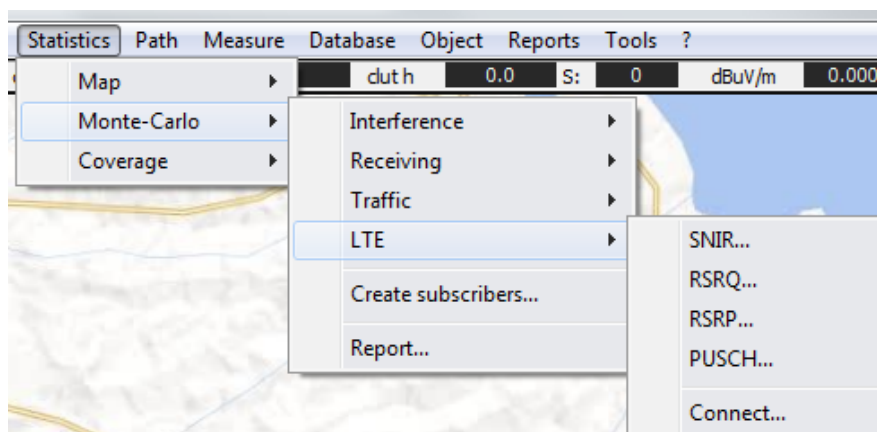 Statistics Path Measure Database Object Reports Tools ?
Map clut h 0.0 S: 0 dBuV/m 0.000
Monte-Carlo Interference
Coverage Receiving
Traffic
LTE SNIR...
RSRQ...
Create subscribers...
RSRP...
Report... PUSCH...
Connect...